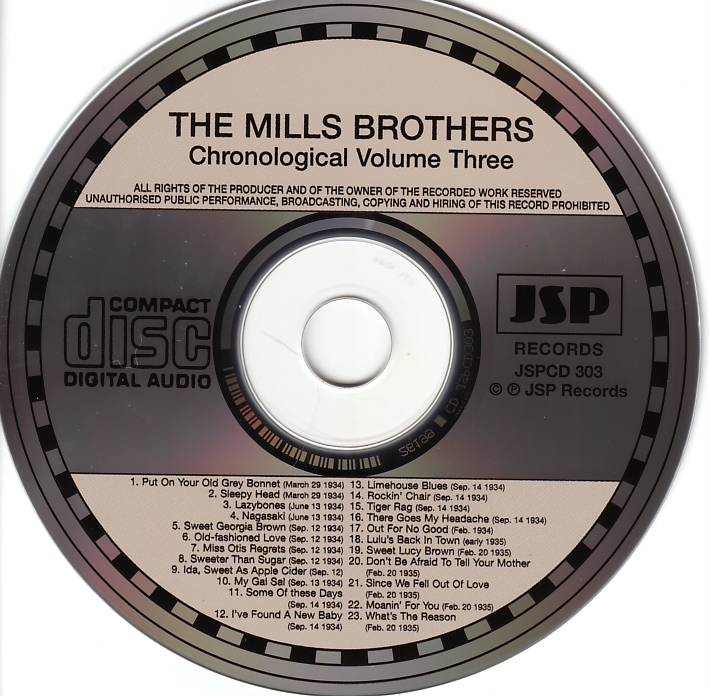 THE MILLS BROTHERS
Chronological Volume Three
ALL RIGHTS OF THE PRODUCER AND OF THE OWNER OF THE RECORDED WORK RESERVED
UNAUTHORISED PUBLIC PERFORMANCE, BROADCASTING, COPYING AND HIRING OF THIS RECORD PROHIBITED
COMPACT
disc
DIGITAL AUDIO
JSP
RECORDS
JSPCD 303
© ℗ JSP Records
1. Put On Your Old Grey Bonnet (March 29 1934)
2. Sleepy Head (March 29 1934)
3. Lazybones (June 13 1934)
4. Nagasaki (June 13 1934)
5. Sweet Georgia Brown (Sep. 12 1934)
6. Old-fashioned Love (Sep. 12 1934)
7. Miss Otis Regrets (Sep. 12 1934)
8. Sweeter Than Sugar (Sep. 12 1934)
9. Ida, Sweet As Apple Cider (Sep. 12)
10. My Gal Sal (Sep. 13 1934)
11. Some Of these Days
(Sep. 14 1934)
12. I've Found A New Baby
(Sep. 14 1934)
13. Limehouse Blues (Sep. 14 1934)
14. Rockin' Chair (Sep. 14 1934)
15. Tiger Rag (Sep. 14 1934)
16. There Goes My Headache (Sep. 14 1934)
17. Out For No Good (Feb. 1934)
18. Lulu's Back In Town (early 1935)
19. Sweet Lucy Brown (Feb. 20 1935)
20. Don't Be Afraid To Tell Your Mother
(Feb. 20 1935)
21. Since We Fell Out Of Love
(Feb. 20 1935)
22. Moanin' For You (Feb. 20 1935)
23. What's The Reason
(Feb. 20 1935)